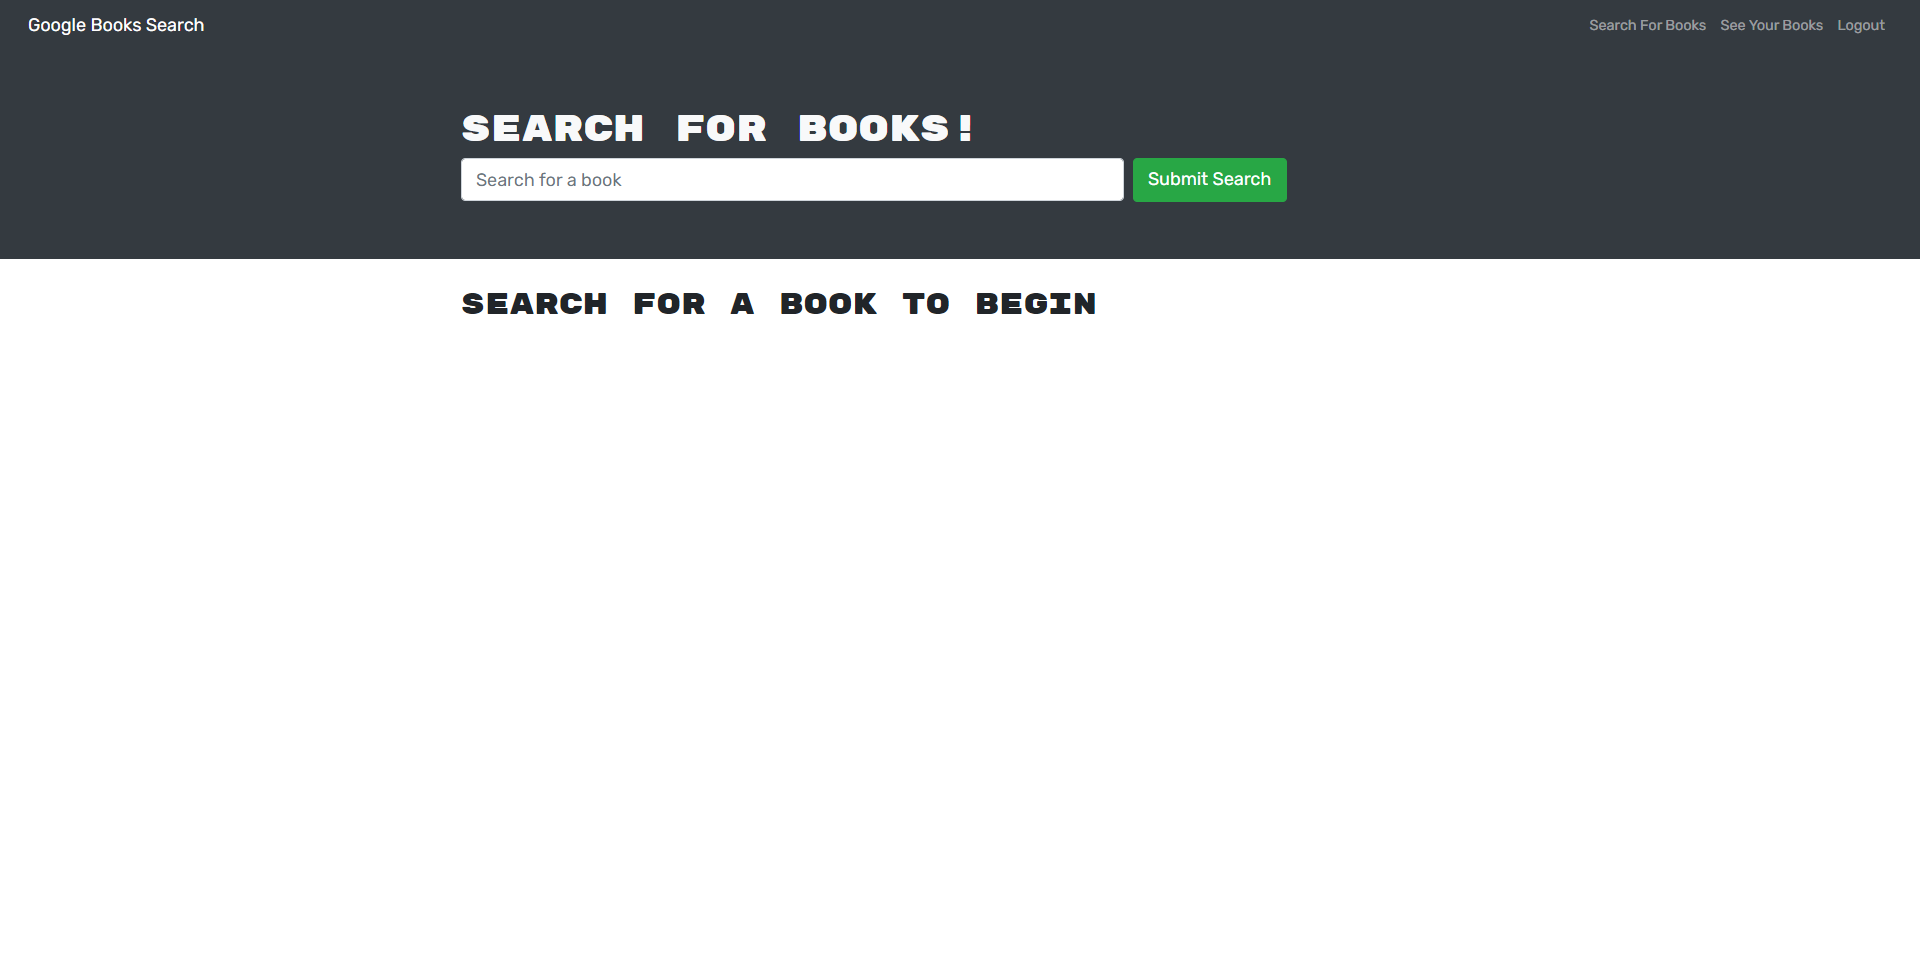 Google Books Search
Search For Books
See Your Books
Logout
SEARCH FOR BOOKS!
Search for a book
Submit Search
SEARCH FOR A BOOK TO BEGIN